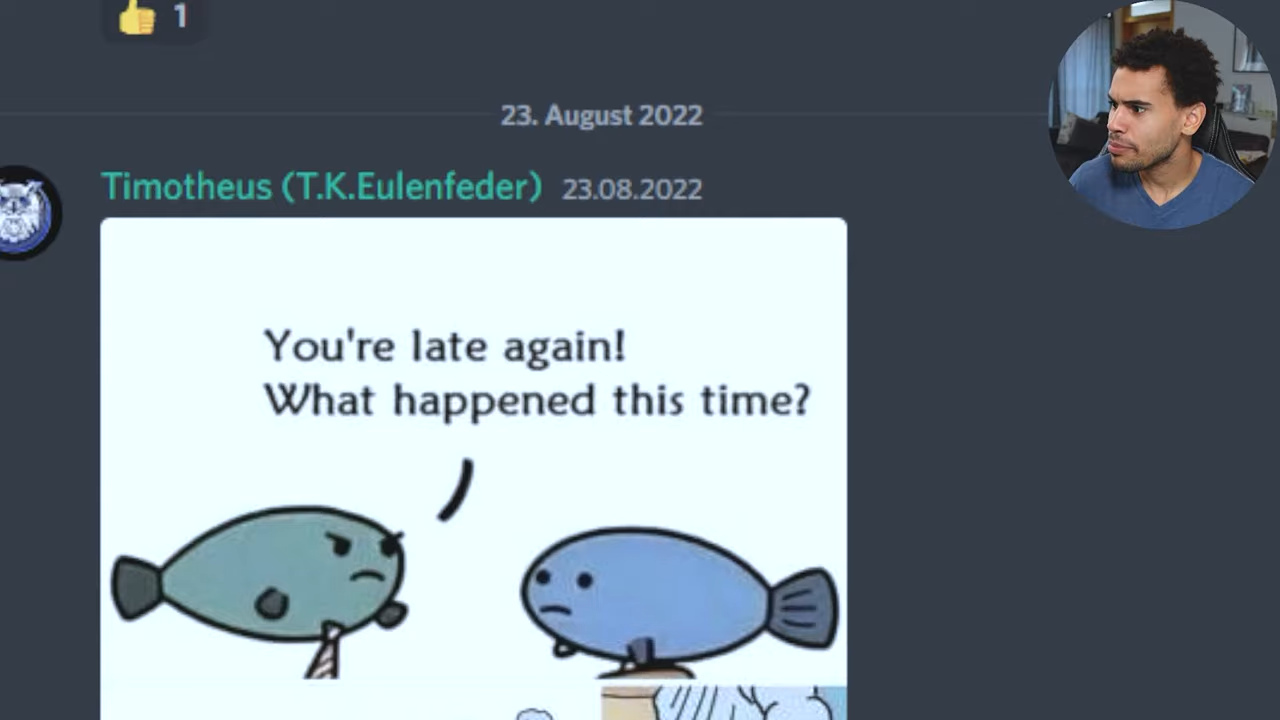 1
23. August 2022
Timotheus (T.K.Eulenfeder) 23.08.2022
You're late again!
What happened this time?